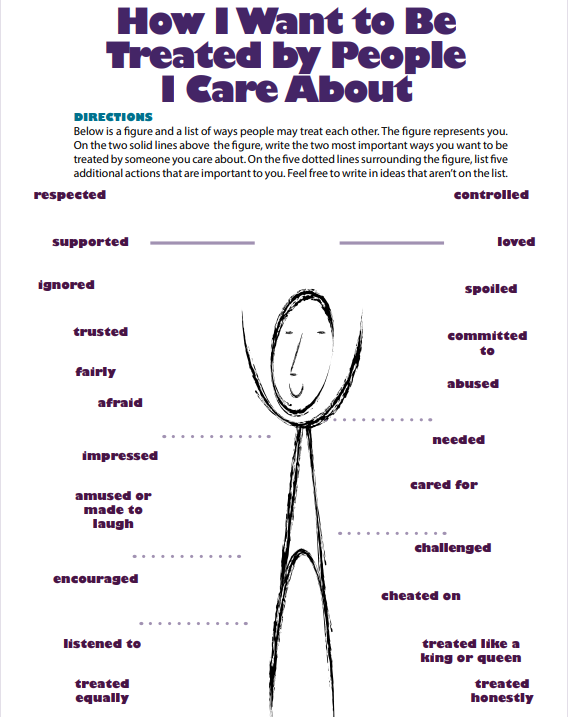 How I Want to Be
Treated by People
I Care About
DIRECTIONS
Below is a figure and a list of ways people may treat each other. The figure represents you.
On the two solid lines above the figure, write the two most important ways you want to be
treated by someone you care about. On the five dotted lines surrounding the figure, list five
additional actions that are important to you. Feel free to write in ideas that aren't on the list.
respected
controlled
supported
loved
ignored
spoiled
trusted
committed
to
fairly
abused
afraid
needed
impressed
cared for
amused or
made to
laugh
challenged
encouraged
cheated on
listened to
treated like a
king or queen
treated
equally
treated
honestly